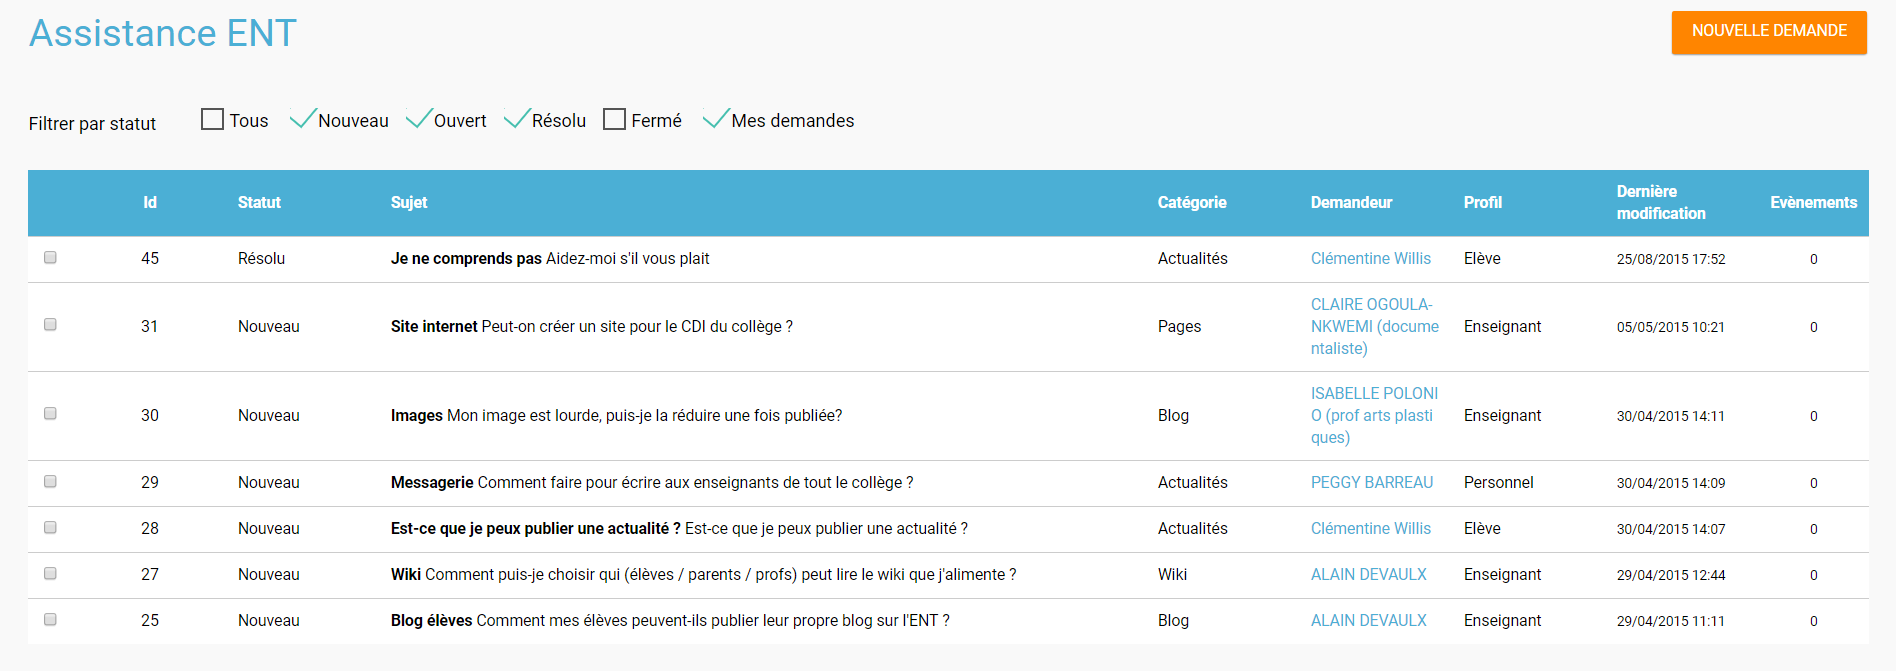 Assistance ENT
NOUVELLE DEMANDE
Filtrer par statut Tous Nouveau Ouvert Résolu Fermé Mes demandes
Id Statut Sujet Catégorie Demandeur Profil Dernière modification Evènements
45 Résolu Je ne comprends pas Aidez-moi s'il vous plait Actualités Clémentine Willis Elève 25/08/2015 17:52 0
31 Nouveau Site internet Peut-on créer un site pour le CDI du collège ? Pages CLAIRE OGOULA-
NKWEMI (docume
ntaliste) Enseignant 05/05/2015 10:21 0
30 Nouveau Images Mon image est lourde, puis-je la réduire une fois publiée? Blog ISABELLE POLONI
O (prof arts plasti
ques) Enseignant 30/04/2015 14:11 0
29 Nouveau Messagerie Comment faire pour écrire aux enseignants de tout le collège ? Actualités PEGGY BARREAU Personnel 30/04/2015 14:09 0
28 Nouveau Est-ce que je peux publier une actualité ? Est-ce que je peux publier une actualité ? Actualités Clémentine Willis Elève 30/04/2015 14:07 0
27 Nouveau Wiki Comment puis-je choisir qui (élèves / parents / profs) peut lire le wiki que j'alimente ? Wiki ALAIN DEVAULX Enseignant 29/04/2015 12:44 0
25 Nouveau Blog élèves Comment mes élèves peuvent-ils publier leur propre blog sur l'ENT ? Blog ALAIN DEVAULX Enseignant 29/04/2015 11:11 0